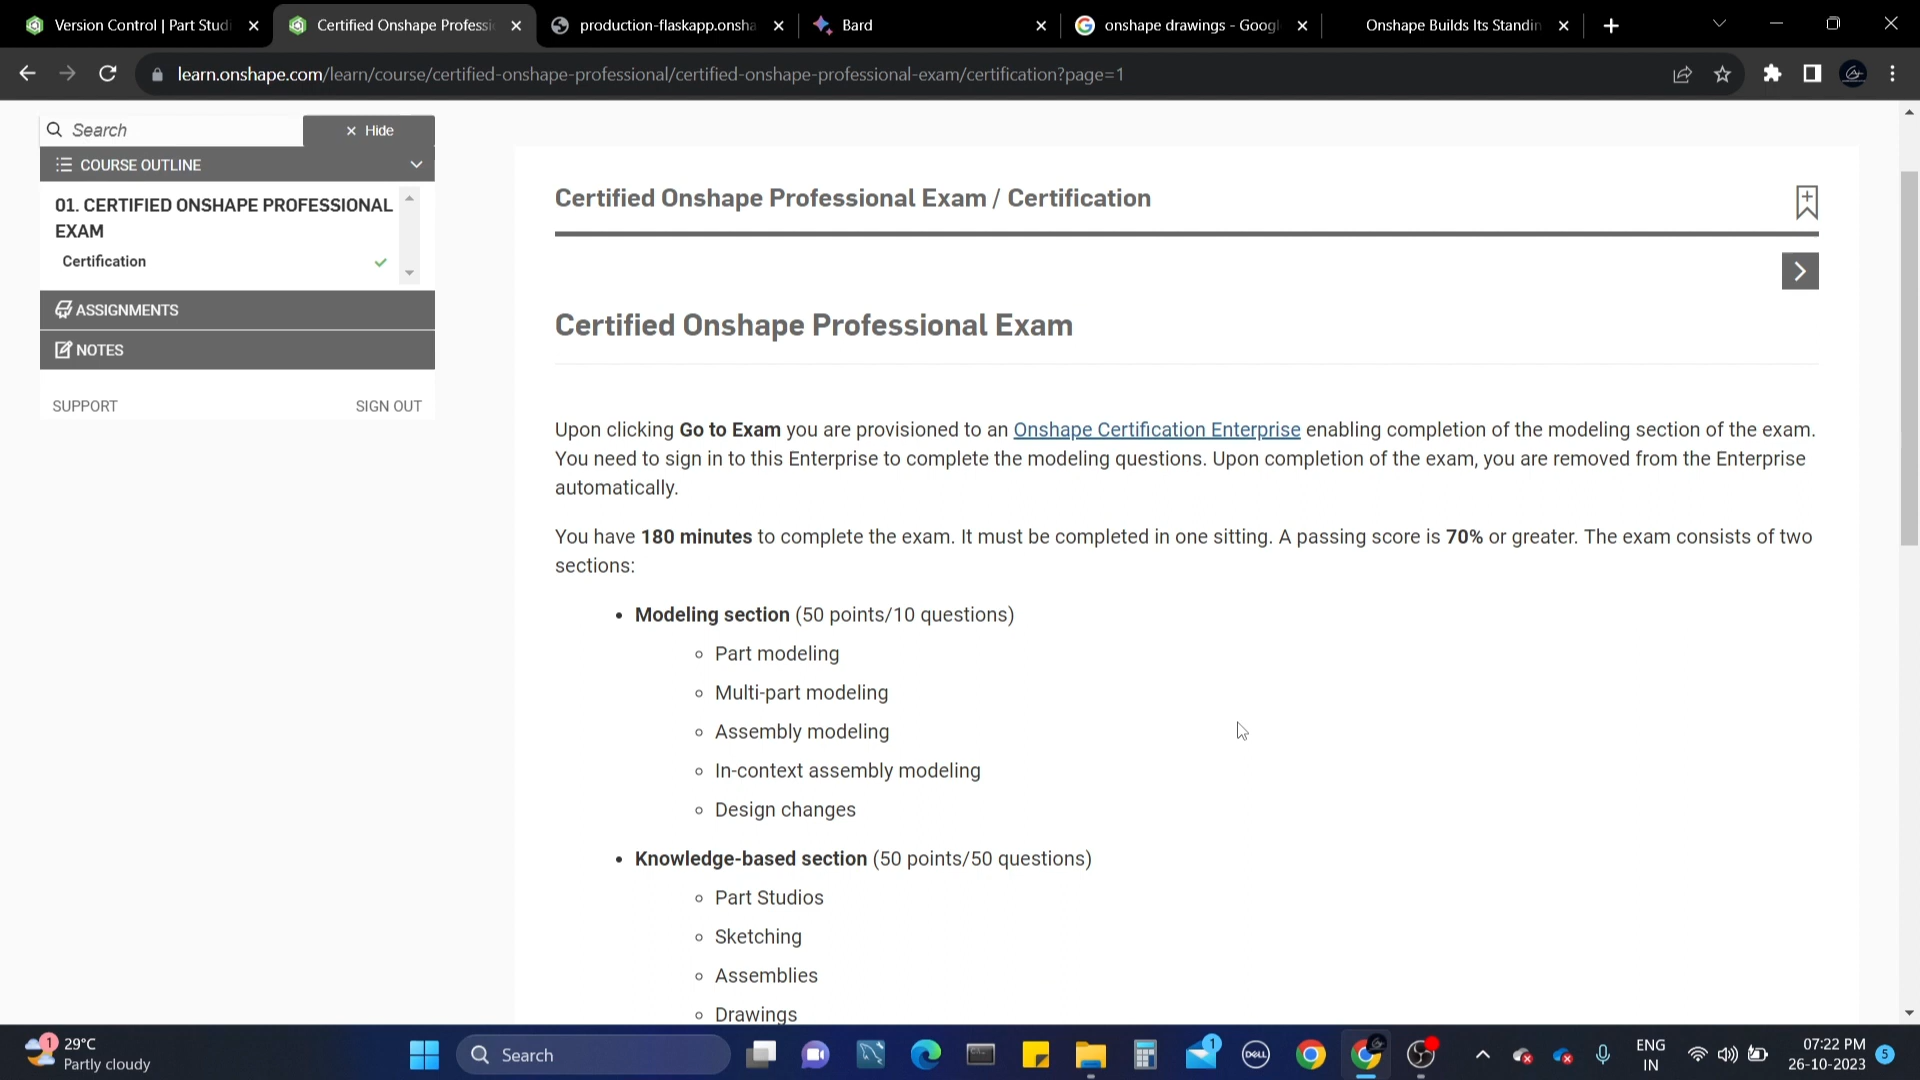 Version Control | Part Studi
Certified Onshape Professi
production-flaskapp.onsha
Bard
onshape drawings - Googl
Onshape Builds Its Standin
learn.onshape.com/learn/course/certified-onshape-professional/certified-onshape-professional-exam/certification?page=1
Search
Hide
COURSE OUTLINE
01. CERTIFIED ONSHAPE PROFESSIONAL
EXAM
Certification
ASSIGNMENTS
NOTES
SUPPORT
SIGN OUT
Certified Onshape Professional Exam / Certification
Certified Onshape Professional Exam
Upon clicking Go to Exam you are provisioned to an Onshape Certification Enterprise enabling completion of the modeling section of the exam.
You need to sign in to this Enterprise to complete the modeling questions. Upon completion of the exam, you are removed from the Enterprise
automatically.
You have 180 minutes to complete the exam. It must be completed in one sitting. A passing score is 70% or greater. The exam consists of two
sections:
Modeling section (50 points/10 questions)
Part modeling
Multi-part modeling
Assembly modeling
In-context assembly modeling
Design changes
Knowledge-based section (50 points/50 questions)
Part Studios
Sketching
Assemblies
Drawings
1
29°C
Partly cloudy
Search
1
DELL
ENG
IN
07:22 PM
26-10-2023
5